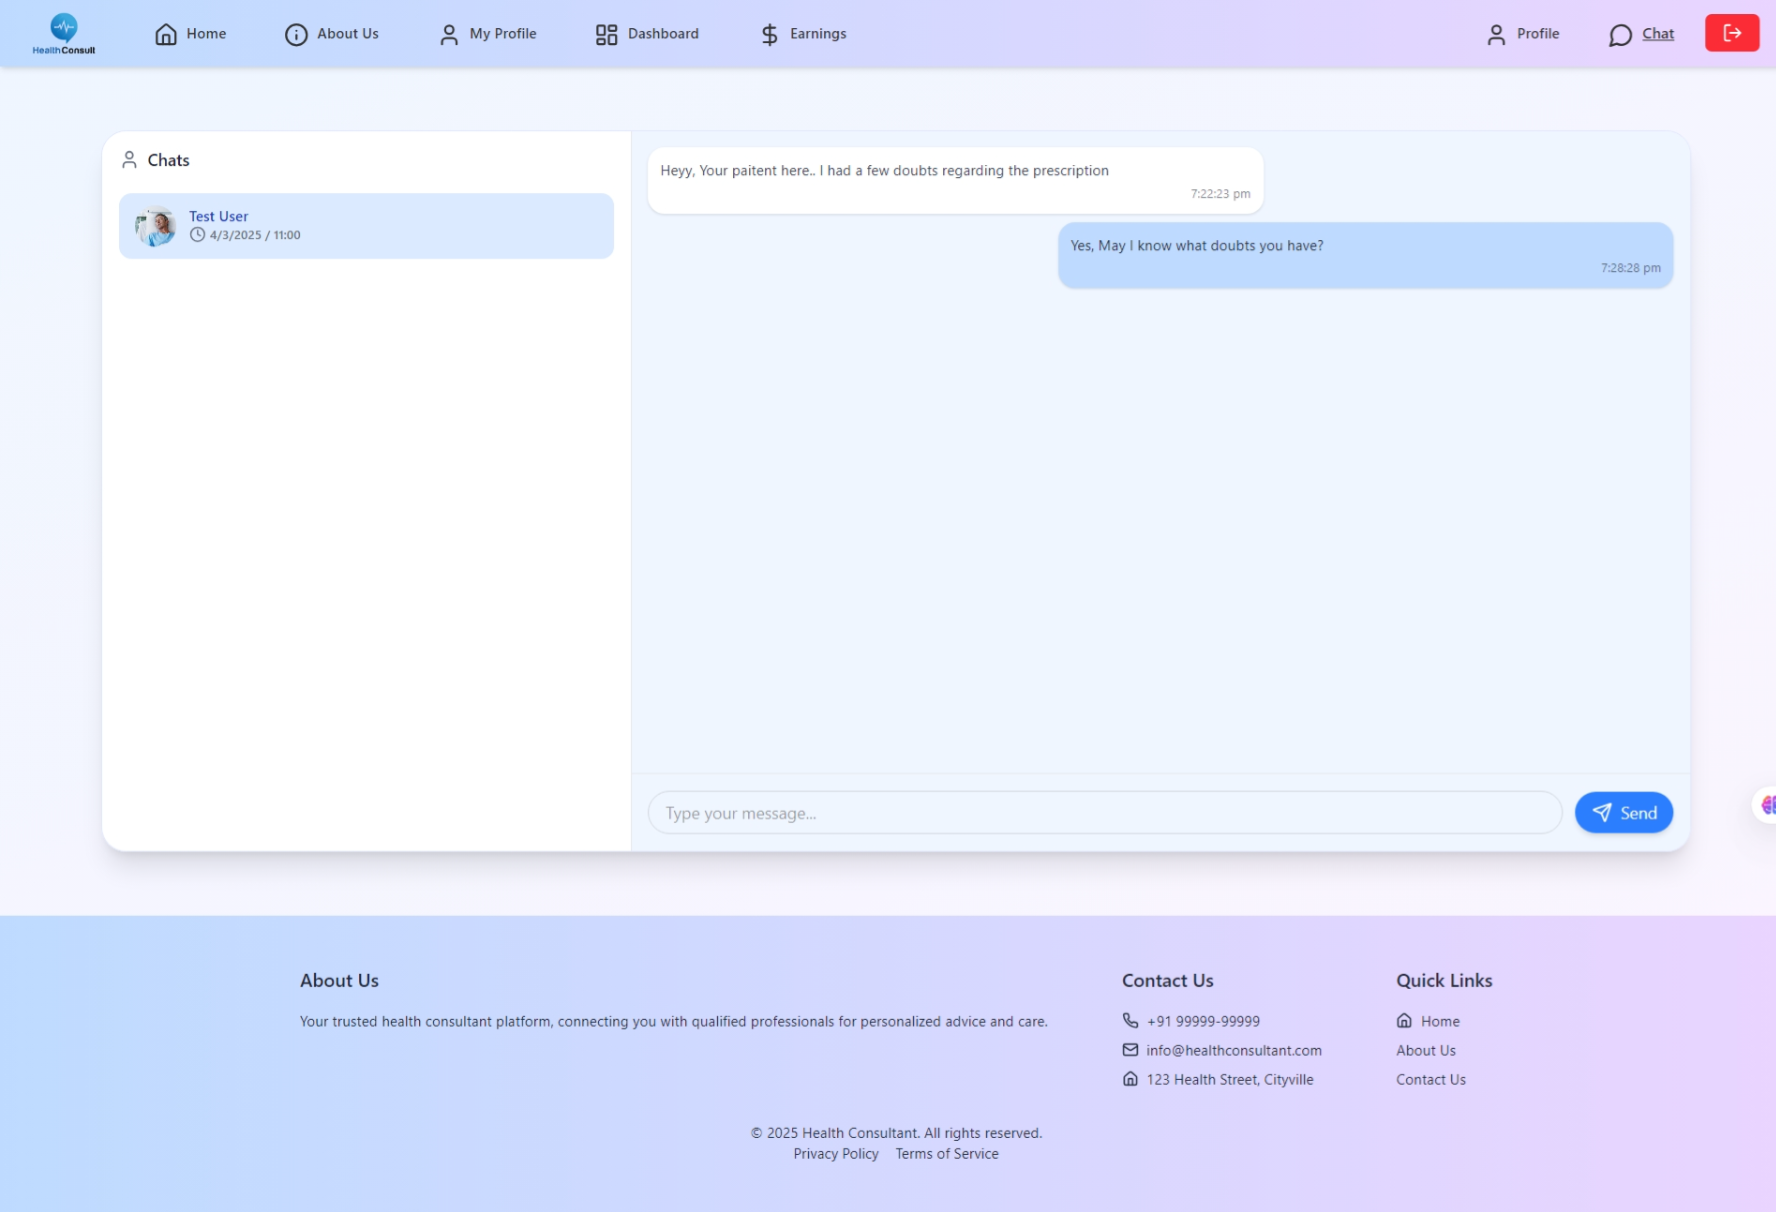 HealthConsult
Home
About Us
My Profile
Dashboard
Earnings
Profile
Chat
Chats
Test User
4/3/2025 / 11:00
Heyy, Your paitent here.. I had a few doubts regarding the prescription
7:22:23 pm
Yes, May I know what doubts you have?
7:28:28 pm
Type your message...
Send
About Us
Your trusted health consultant platform, connecting you with qualified professionals for personalized advice and care.
Contact Us
+91 99999-99999
info@healthconsultant.com
123 Health Street, Cityville
Quick Links
Home
About Us
Contact Us
© 2025 Health Consultant. All rights reserved.
Privacy Policy Terms of Service